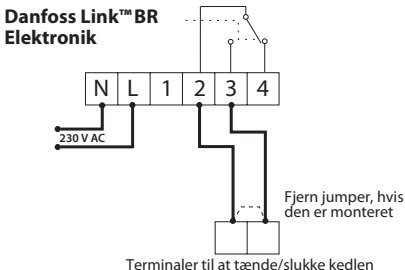 Danfoss Link™ BR
Elektronik
N L 1 2 3 4
230 V AC
Fjern jumper, hvis
den er monteret
Terminaler til at tænde/slukke kedlen